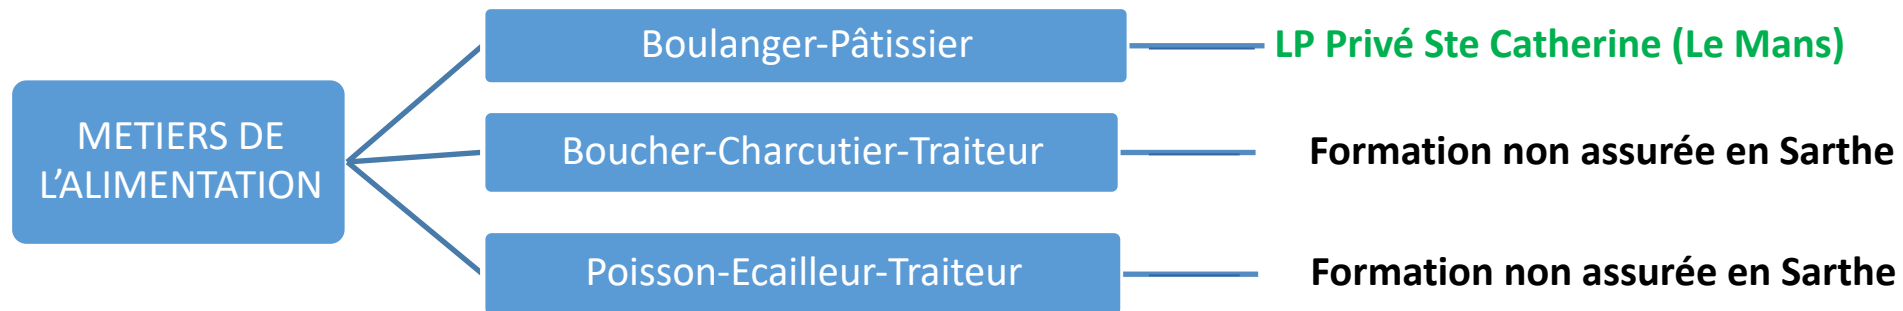 METIERS DE
L’ALIMENTATION
Boulanger-Pâtissier
LP Privé Ste Catherine (Le Mans)
Boucher-Charcutier-Traiteur
Formation non assurée en Sarthe
Poisson-Ecailleur-Traiteur
Formation non assurée en Sarthe